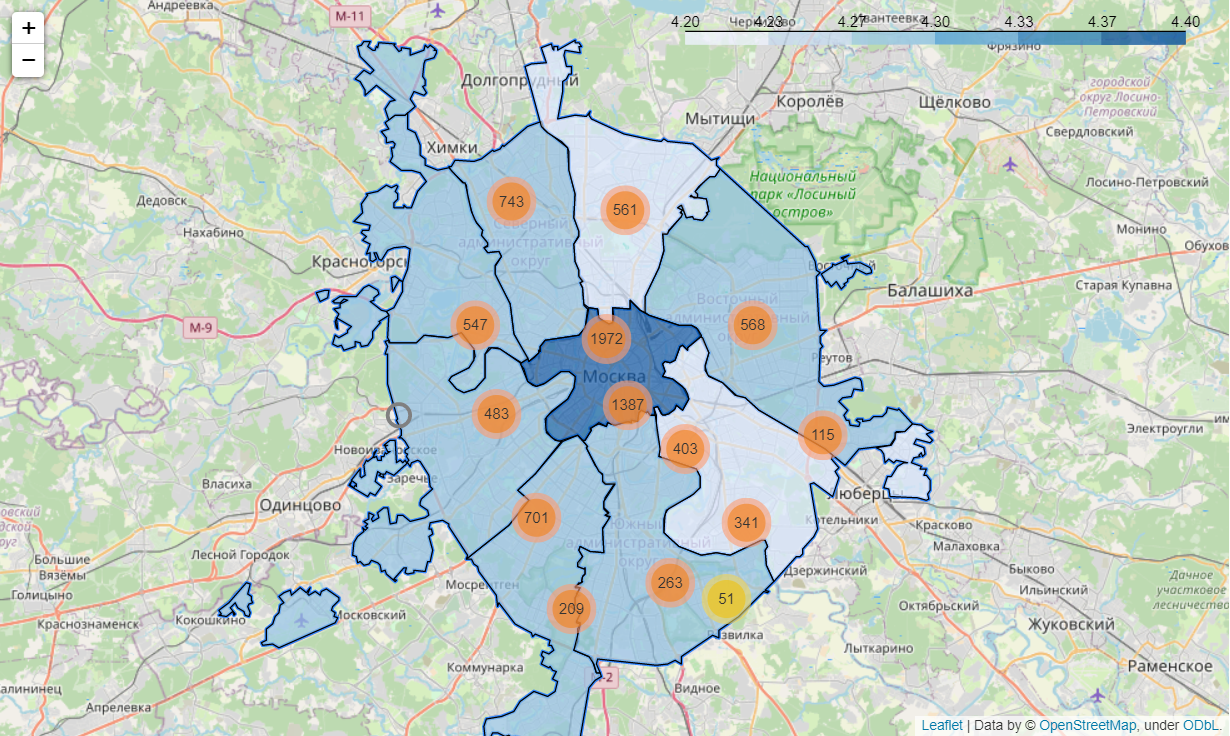 Андреевка
+
−
М-11
4.20 4.23 4.27 4.30 4.33 4.37 4.40
Ивантеевка
Фрязино
Долгопрудный
городской
округ Лосино-
Петровский
Королёв
Щёлково
Мытищи
Свердловский
Химки
Национальный
парк «Лосиный
остров»
Лосино-Петровский
Дедовск
743
561
Монино
Нахабино
Северный
административный
округ
Красногорск
Восточный
Балашиха
Старая Купавна
Восточный
административный
М-9
547
1972
568
Реутов
Москва
483
1387
115
403
Электроугли
Новоивановское
Заречье
Власиха
Люберцы
Одинцово
701
341
Южный
административный
округ
Котельники
Красково
Лесной Городок
Малаховка
Большие
Вяземы
Голицыно
Мосрентген
263
51
209
Дзержинский
Быково
Ильинский
Дачное
участковое
лесничество
Краснознаменск
Кокошкино
Московский
Октябрьский
Жуковский
Лыткарино
Коммунарка
Раменское
Видное
Апрелевка
Leaflet | Data by © OpenStreetMap, under ODbL.